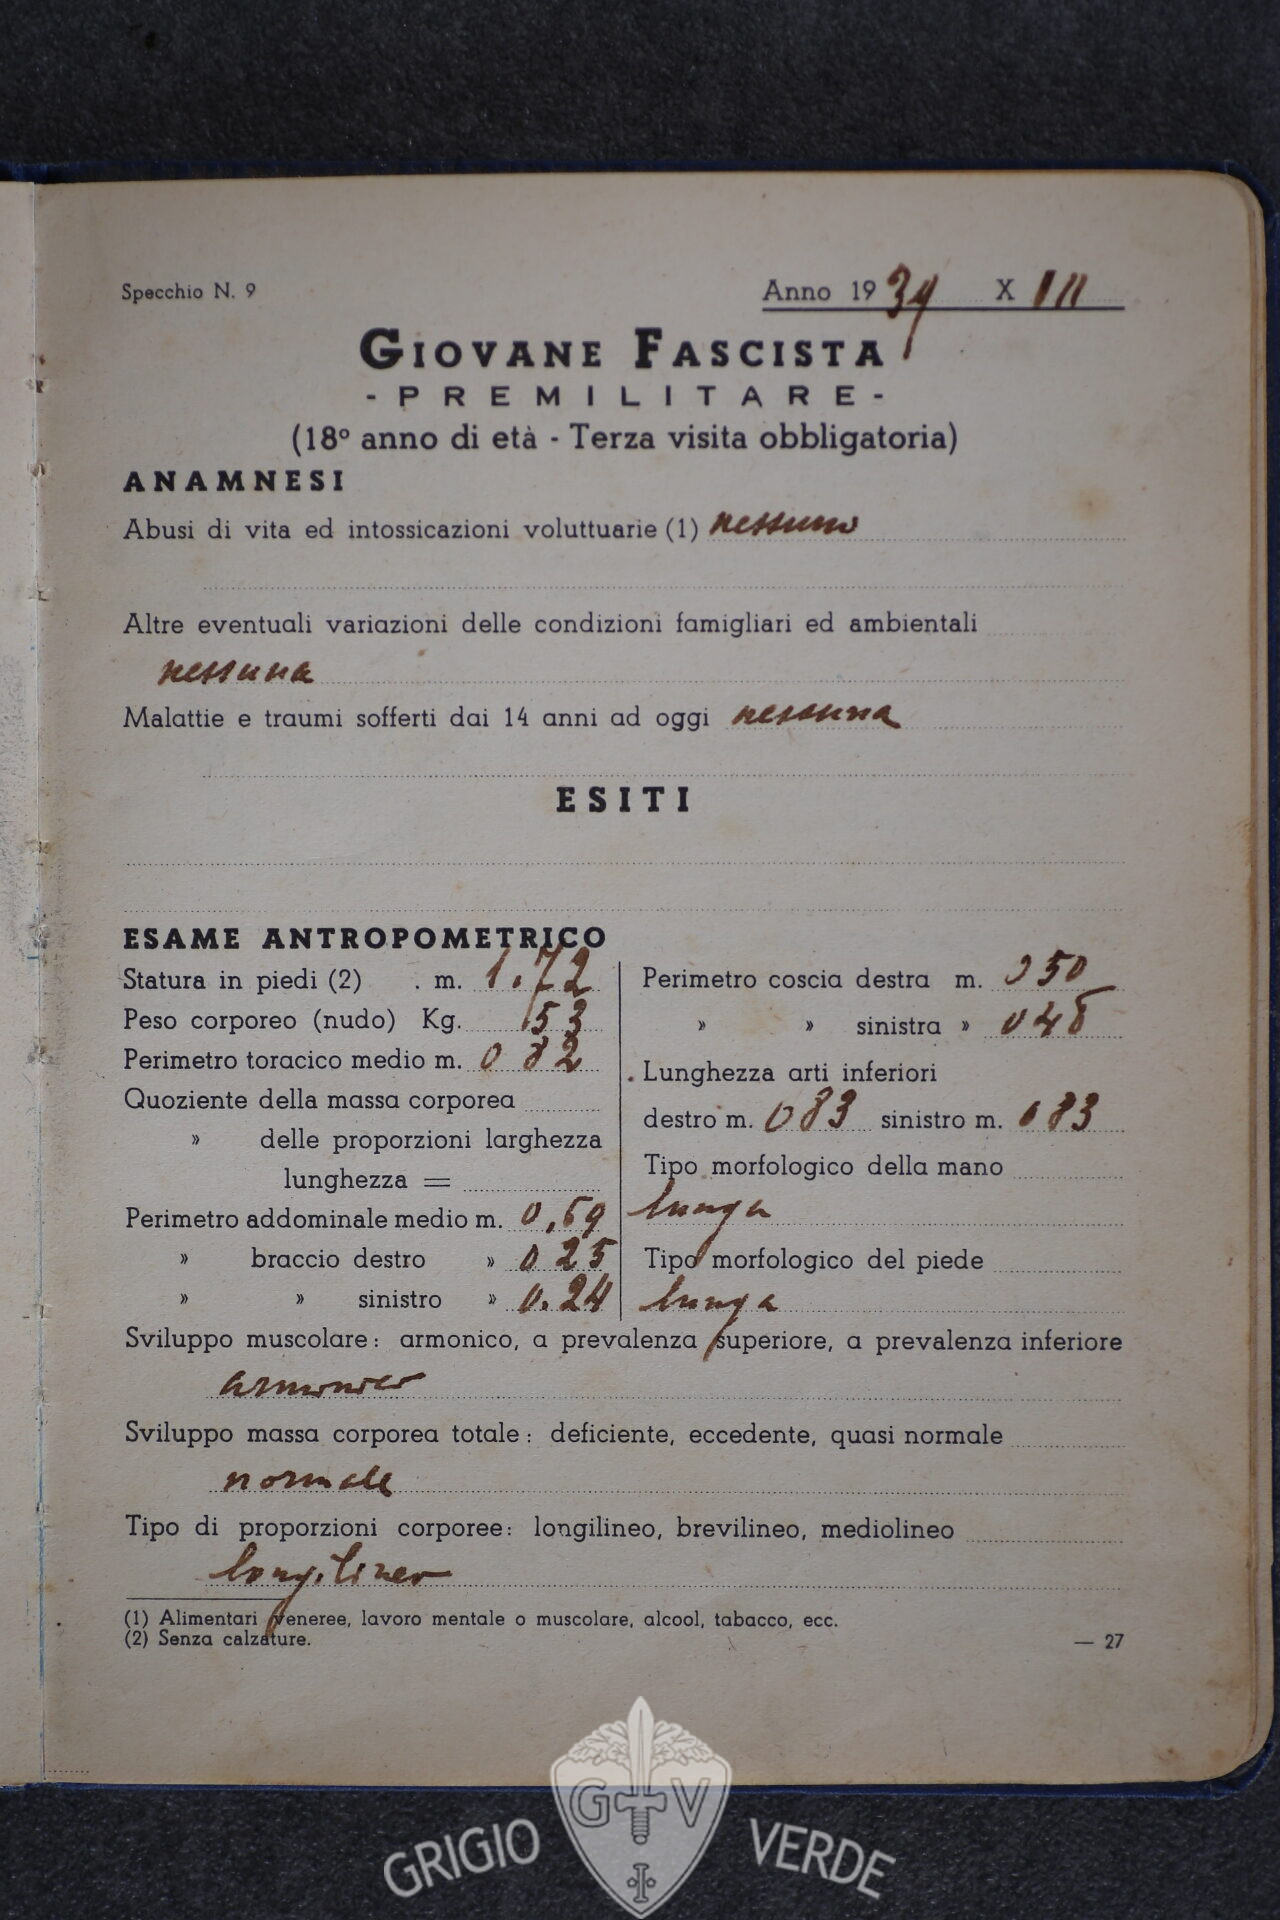 Specchio N. 9
Anno 1934 X III
GIOVANE FASCISTA
- PREMILITARE -
(18º anno di età - Terza visita obbligatoria)
ANAMNESI
Abusi di vita ed intossicazioni voluttuarie (1) nessuno
Altre eventuali variazioni delle condizioni famigliari ed ambientali
nessuna
Malattie e traumi sofferti dai 14 anni ad oggi nessuna
ESITI
ESAME ANTROPOMETRICO
Statura in piedi (2) . m. 1.72
Peso corporeo (nudo) Kg. 53
Perimetro toracico medio m. 0 82
Quoziente della massa corporea
» delle proporzioni larghezza
lunghezza =
Perimetro addominale medio m. 0,69
» braccio destro » 0 25
» » sinistro » 0.24
Perimetro coscia destra m. 050
» » sinistra » 048
Lunghezza arti inferiori
destro m. 083 sinistro m. 083
Tipo morfologico della mano
lunga
Tipo morfologico del piede
lunga
Sviluppo muscolare: armonico, a prevalenza superiore, a prevalenza inferiore
armonico
Sviluppo massa corporea totale: deficiente, eccedente, quasi normale
normale
Tipo di proporzioni corporee: longilineo, brevilineo, mediolineo
longilineo
(1) Alimentari veneree, lavoro mentale o muscolare, alcool, tabacco, ecc.
(2) Senza calzature.
— 27
G V
GRIGIO VERDE